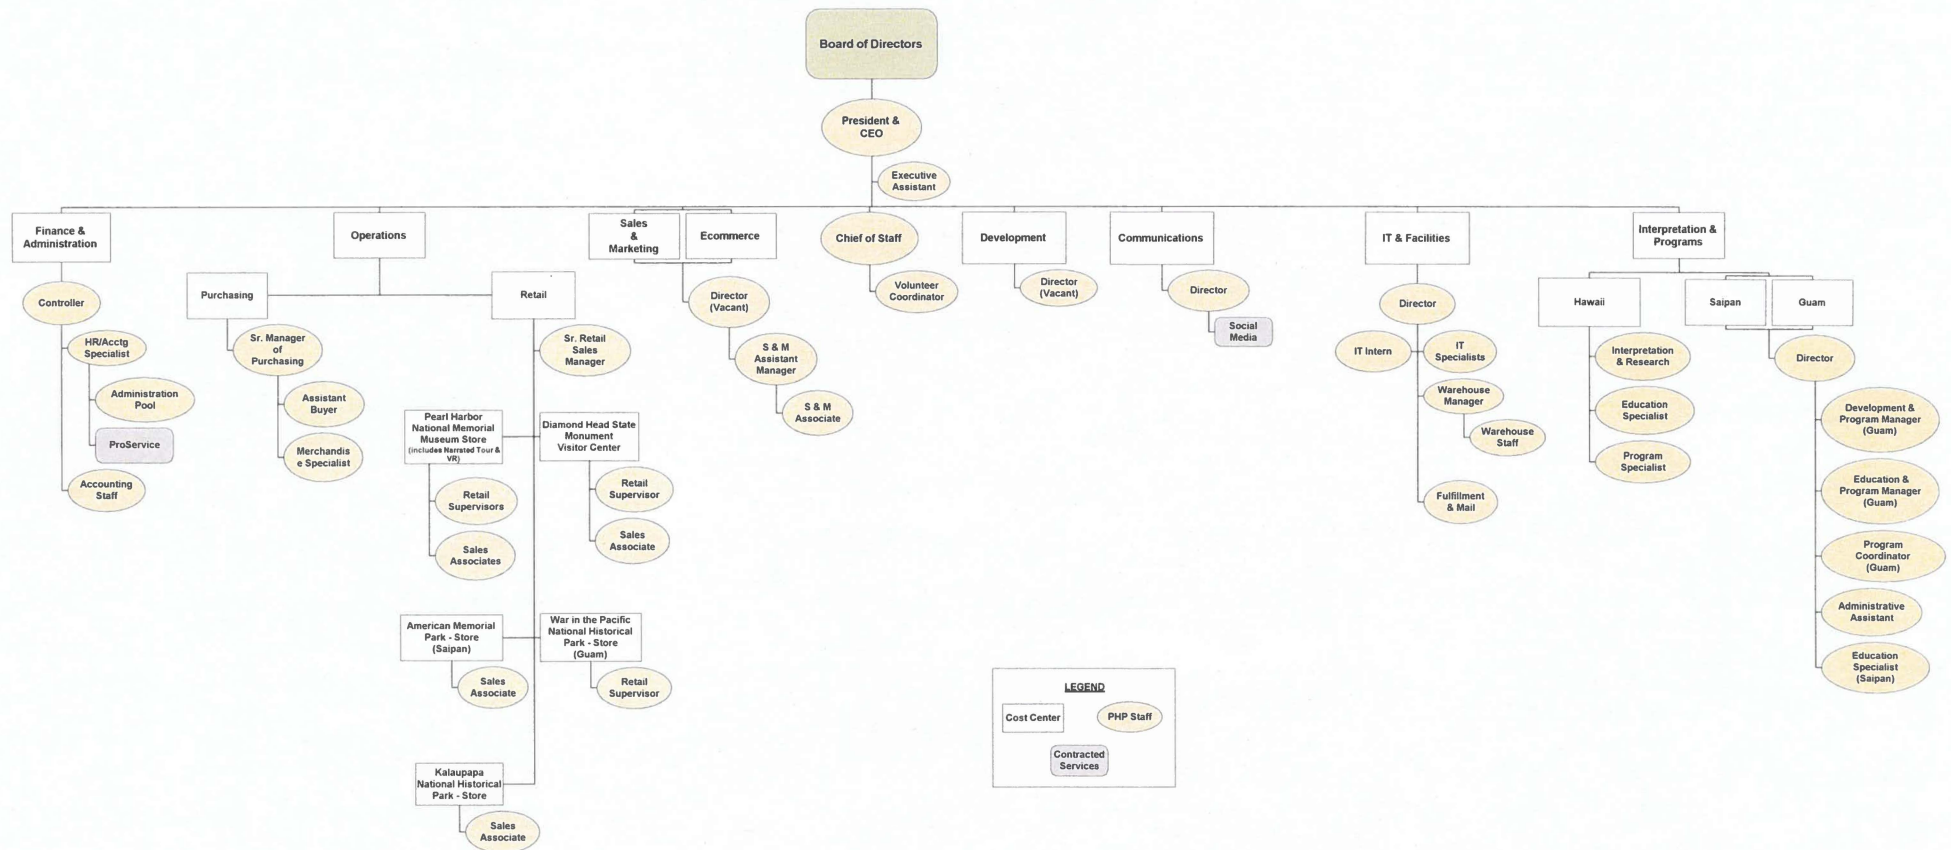 Board of Directors
President &
CEO
Executive
Assistant
Finance &
Administration
Operations
Sales
&
Marketing
Ecommerce
Chief of Staff
Development
Communications
IT & Facilities
Interpretation &
Programs
Controller
HR/Acctg
Specialist
Administration
Pool
ProService
Accounting
Staff
Purchasing
Sr. Manager
of
Purchasing
Assistant
Buyer
Merchandis
e Specialist
Retail
Sr. Retail
Sales
Manager
Pearl Harbor
National Memorial
Museum Store
(includes Narrated Tour &
VR)
Retail
Supervisors
Sales
Associates
Diamond Head State
Monument
Visitor Center
Retail
Supervisor
Sales
Associate
American Memorial
Park - Store
(Saipan)
Sales
Associate
War in the Pacific
National Historical
Park - Store
(Guam)
Retail
Supervisor
Kalaupapa
National Historical
Park - Store
Sales
Associate
Director
(Vacant)
S & M
Assistant
Manager
S & M
Associate
Volunteer
Coordinator
Director
(Vacant)
Director
Social
Media
Director
IT Intern
IT
Specialists
Warehouse
Manager
Warehouse
Staff
Fulfillment
& Mail
Hawaii
Interpretation
& Research
Education
Specialist
Program
Specialist
Saipan
Guam
Director
Development &
Program Manager
(Guam)
Education &
Program Manager
(Guam)
Program
Coordinator
(Guam)
Administrative
Assistant
Education
Specialist
(Saipan)
LEGEND
Cost Center
PHP Staff
Contracted
Services